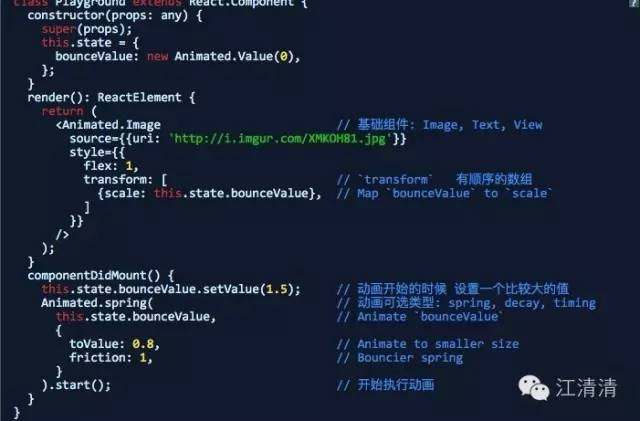 class Playground extends React.Component {
  constructor(props: any) {
    super(props);
    this.state = {
      bounceValue: new Animated.Value(0),
    };
  }
  render(): ReactElement {
    return (
      <Animated.Image // 基础组件: Image, Text, View
        source={{uri: 'http://i.imgur.com/XMKOH81.jpg'}}
        style={{
          flex: 1,
          transform: [ // `transform` 有顺序的数组
            {scale: this.state.bounceValue}, // Map `bounceValue` to `scale`
          ]
        }}
      />
    );
  }
  componentDidMount() {
    this.state.bounceValue.setValue(1.5); // 动画开始的时候 设置一个比较大的值
    Animated.spring( // 动画可选类型: spring, decay, timing
      this.state.bounceValue, // Animate `bounceValue`
      {
        toValue: 0.8, // Animate to smaller size
        friction: 1, // Bouncier spring
      }
    ).start(); // 开始执行动画
  }
}
江清清